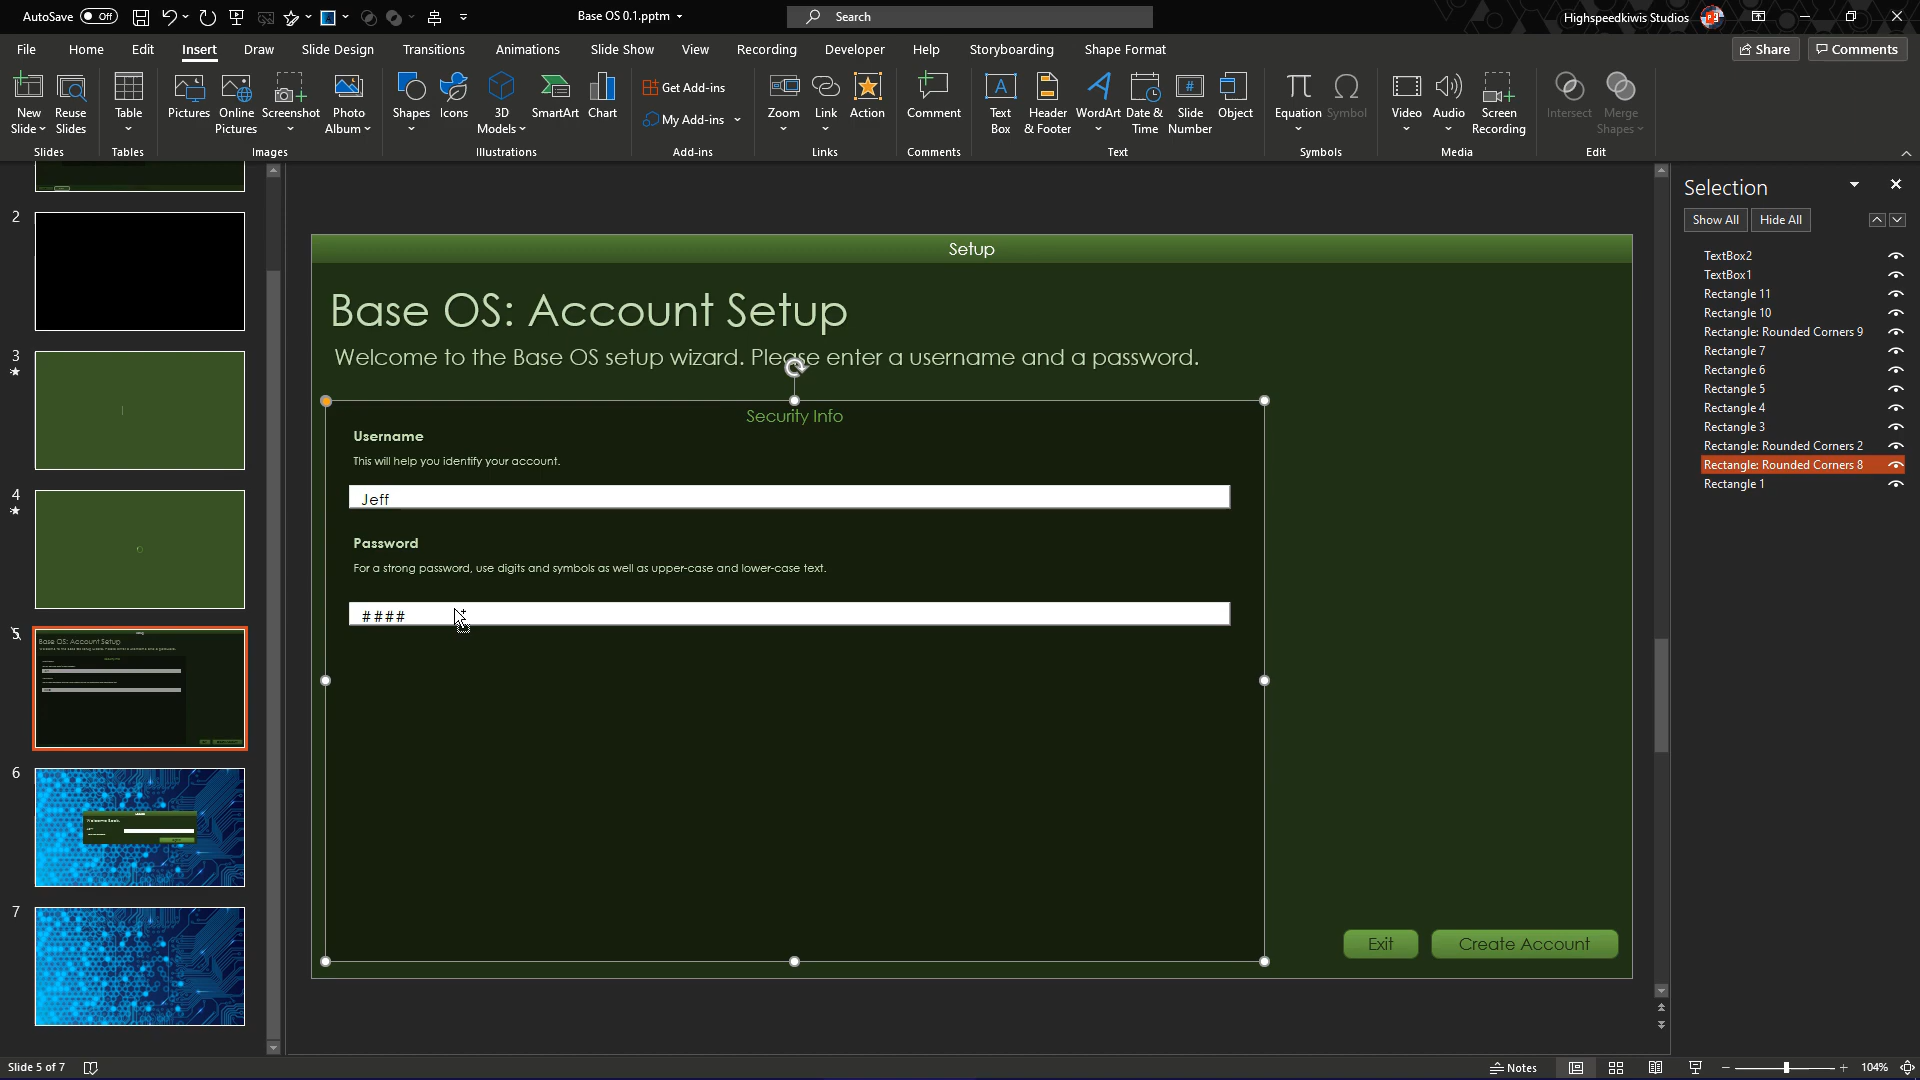 AutoSave Off
Base OS 0.1.pptm
Search
Highspeedkiwis Studios
File Home Edit Insert Draw Slide Design Transitions Animations Slide Show View Recording Developer Help Storyboarding Shape Format
Share Comments
New Slide
Reuse Slides
Table
Pictures
Online Pictures
Screenshot
Photo Album
Shapes
Icons
3D Models
SmartArt
Chart
Get Add-ins
My Add-ins
Zoom
Link
Action
Comment
Text Box
Header & Footer
WordArt
Date & Time
Slide Number
Object
Equation
Symbol
Video
Audio
Screen Recording
Intersect
Merge Shapes
Slides Tables Images Illustrations Add-ins Links Comments Text Symbols Media Edit
2
3
4
5
6
7
Setup
Base OS: Account Setup
Welcome to the Base OS setup wizard. Please enter a username and a password.
Security Info
Username
This will help you identify your account.
Jeff
Password
For a strong password, use digits and symbols as well as upper-case and lower-case text.
####
Exit
Create Account
Selection
Show All
Hide All
TextBox2
TextBox1
Rectangle 11
Rectangle 10
Rectangle: Rounded Corners 9
Rectangle 7
Rectangle 6
Rectangle 5
Rectangle 4
Rectangle 3
Rectangle: Rounded Corners 2
Rectangle: Rounded Corners 8
Rectangle 1
Slide 5 of 7
Notes
104%